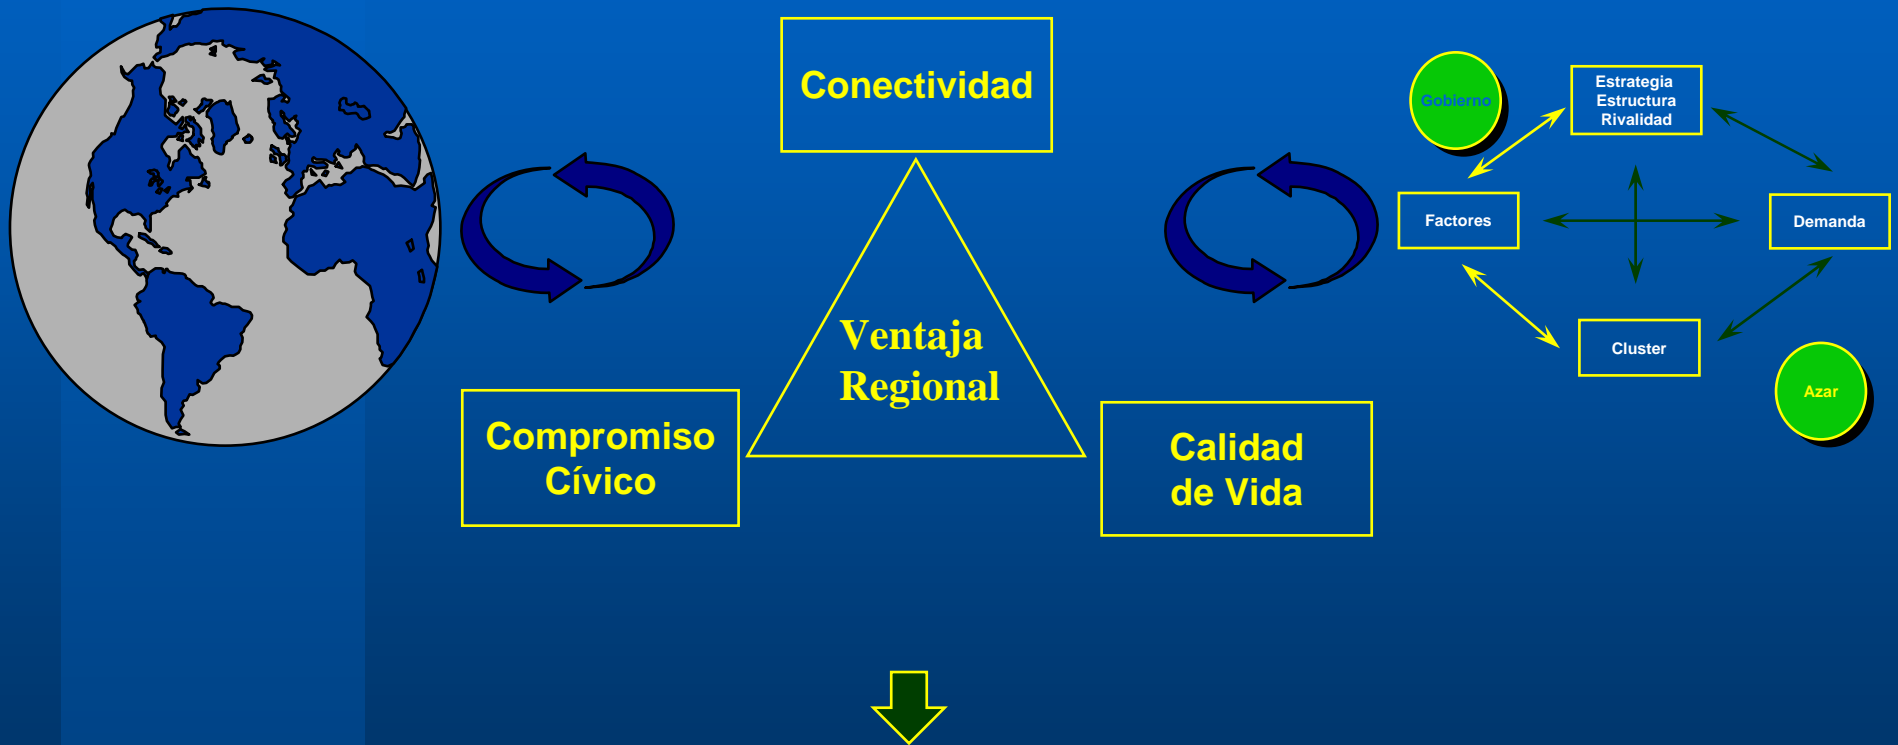 Conectividad
Ventaja
Regional
Compromiso
Cívico
Calidad
de Vida
Gobierno
Estrategia
Estructura
Rivalidad
Factores
Demanda
Cluster
Azar